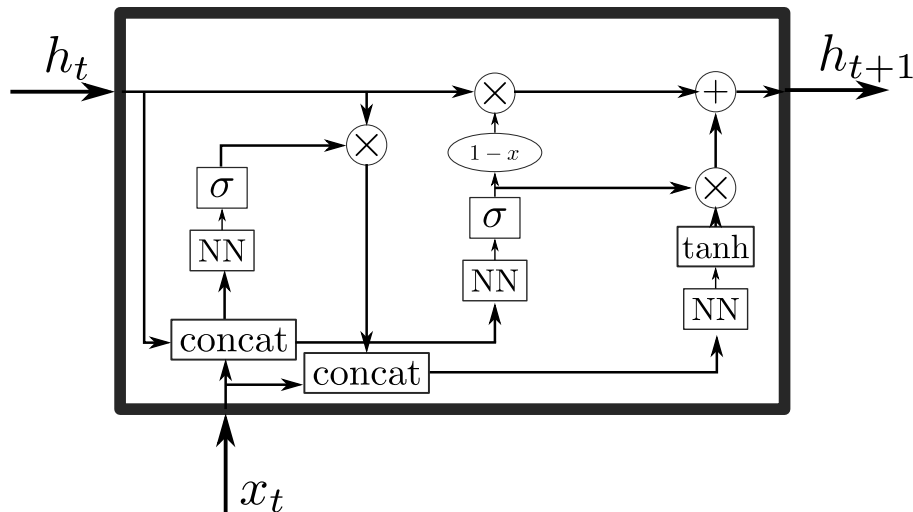 h_t
h_{t+1}
×
+
×
1 − x
σ
×
σ
tanh
NN
NN
NN
concat
concat
x_t